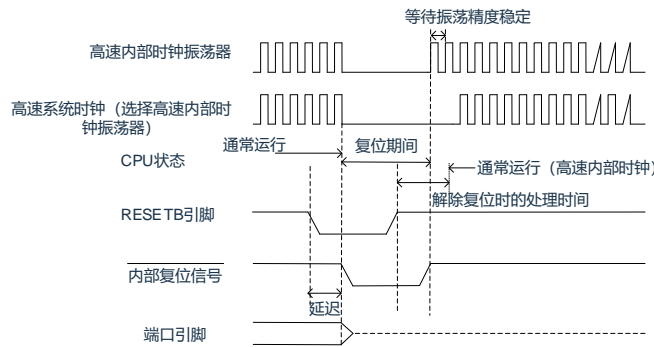 等待振荡精度稳定
高速内部时钟振荡器
高速系统时钟（选择高速内部时
钟振荡器）
通常运行
复位期间
CPU状态
通常运行（高速内部时钟）
解除复位时的处理时间
RESETB引脚
内部复位信号
延迟
端口引脚